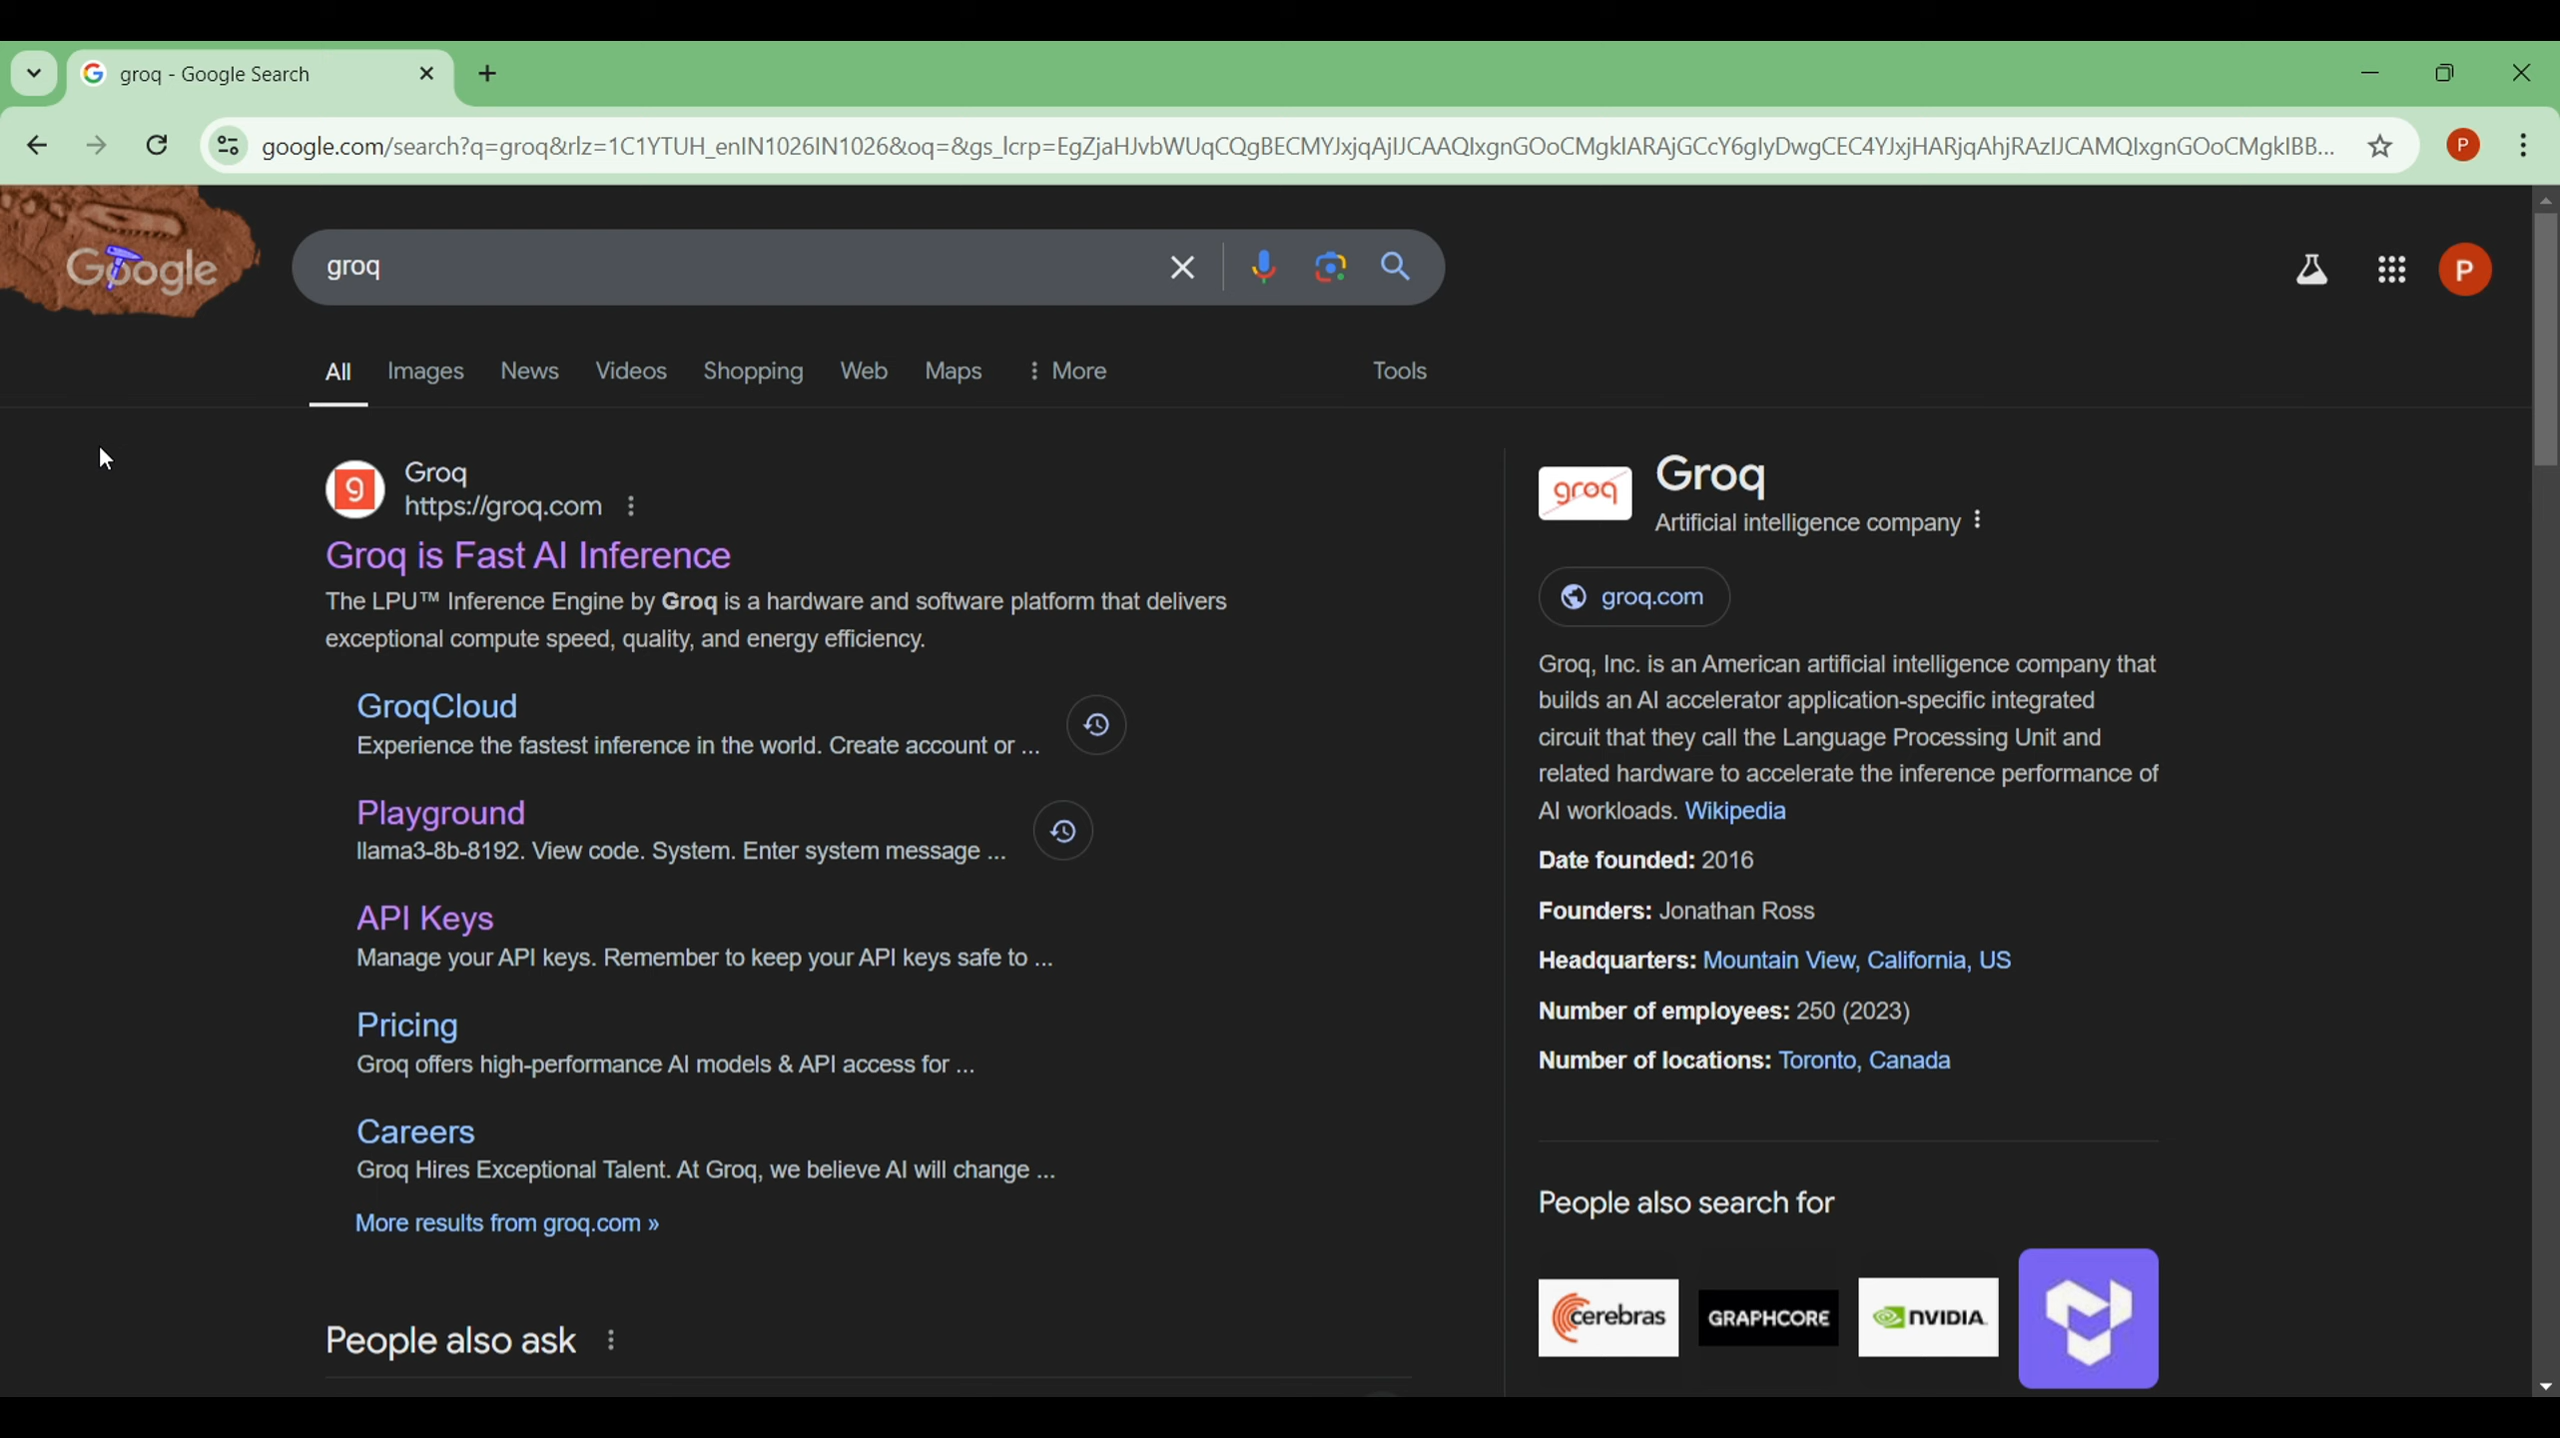 groq - Google Search
google.com/search?q=groq&rlz=1C1YTUH_enIN1026IN1026&oq=&gs_lcrp=EgZjaHJvbWUqCQgBECMYJxjqAjIJCAAQIxgnGOoCMgkIARAjGCcY6gIyDwgCEC4YJxjHARjqAhjRAzIJCAMQIxgnGOoCMgkIBB...
P
Google
groq
P
All
Images
News
Videos
Shopping
Web
Maps
More
Tools
g
Groq
https://groq.com
Groq is Fast AI Inference
The LPU™ Inference Engine by Groq is a hardware and software platform that delivers
exceptional compute speed, quality, and energy efficiency.
GroqCloud
Experience the fastest inference in the world. Create account or ...
Playground
llama3-8b-8192. View code. System. Enter system message ...
API Keys
Manage your API keys. Remember to keep your API keys safe to ...
Pricing
Groq offers high-performance AI models & API access for ...
Careers
Groq Hires Exceptional Talent. At Groq, we believe AI will change ...
More results from groq.com »
People also ask
groq
Groq
Artificial intelligence company
groq.com
Groq, Inc. is an American artificial intelligence company that
builds an AI accelerator application-specific integrated
circuit that they call the Language Processing Unit and
related hardware to accelerate the inference performance of
AI workloads. Wikipedia
Date founded: 2016
Founders: Jonathan Ross
Headquarters: Mountain View, California, US
Number of employees: 250 (2023)
Number of locations: Toronto, Canada
People also search for
cerebras
GRAPHCORE
NVIDIA